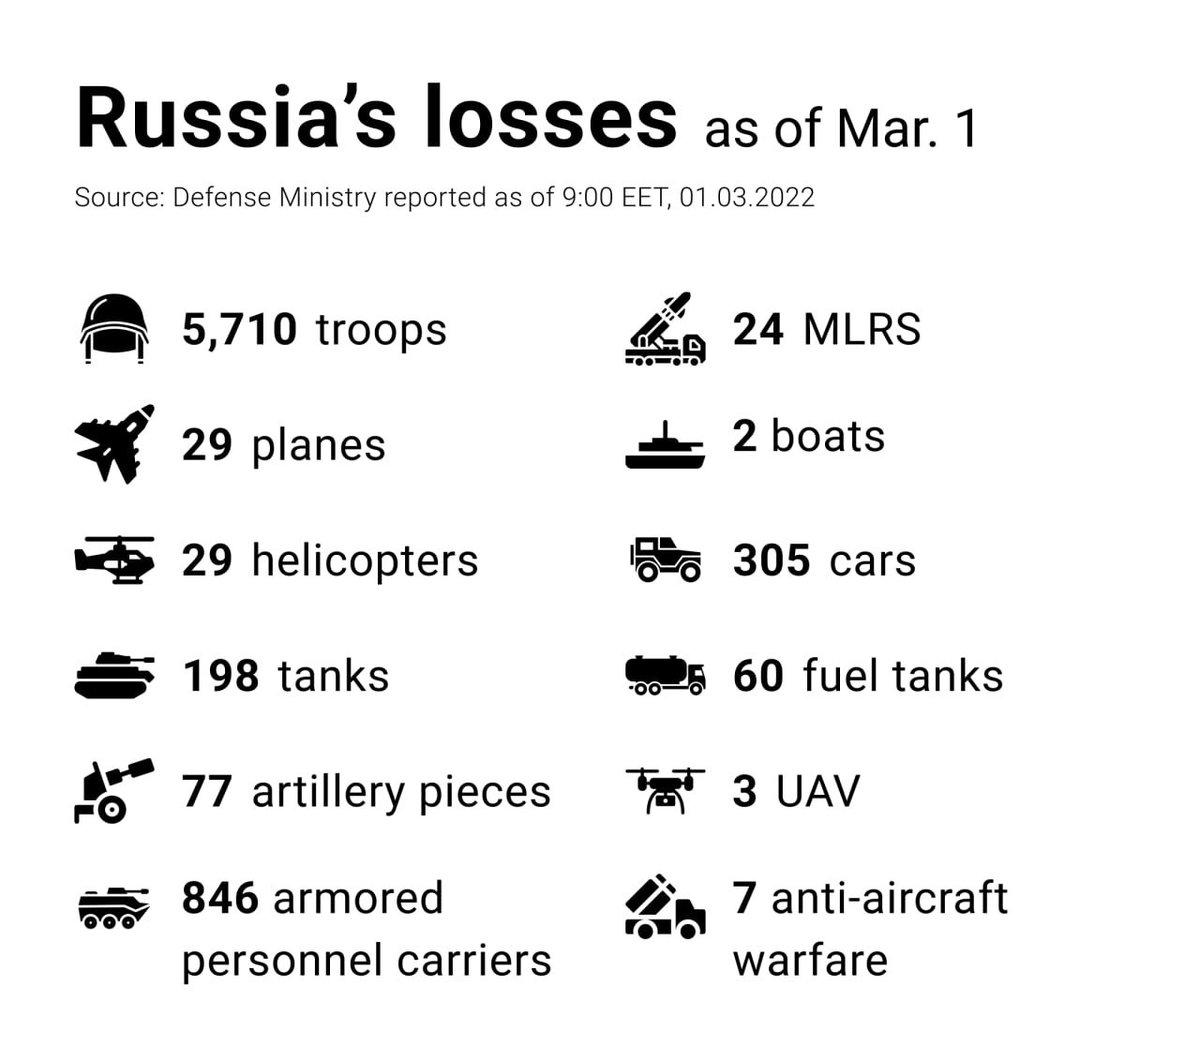 Russia’s losses as of Mar. 1
Source: Defense Ministry reported as of 9:00 EET, 01.03.2022
5,710 troops
29 planes
29 helicopters
198 tanks
77 artillery pieces
846 armored
personnel carriers
24 MLRS
2 boats
305 cars
60 fuel tanks
3 UAV
7 anti-aircraft
warfare